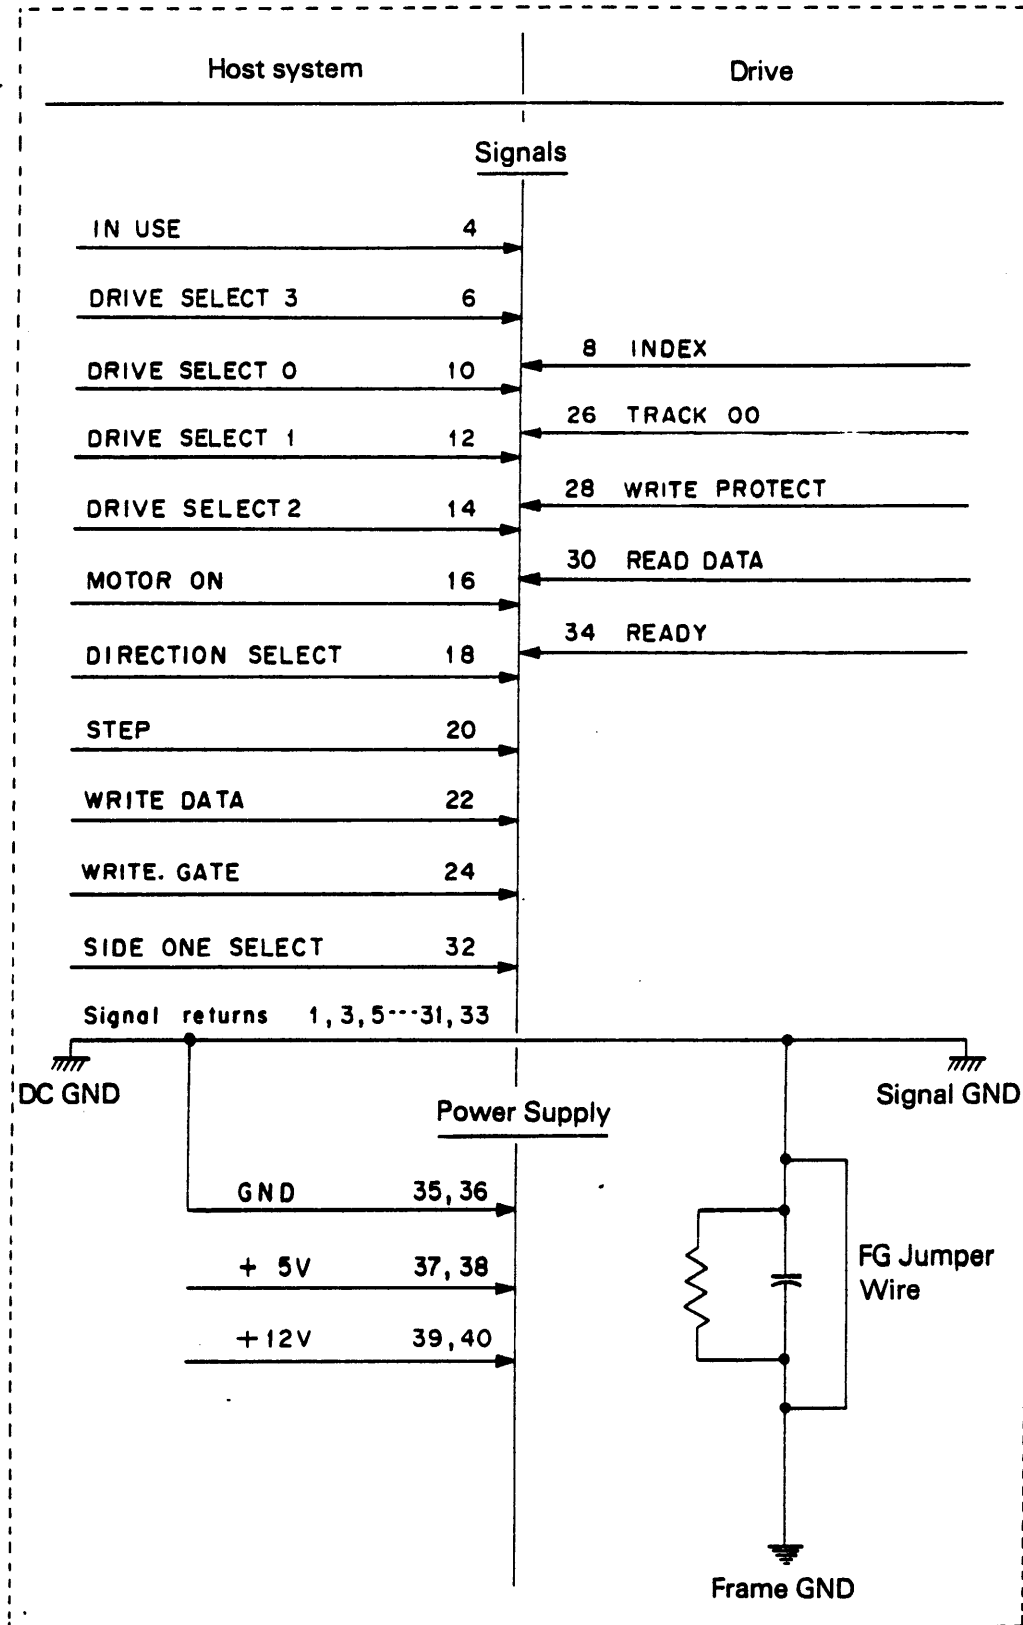 Host system Drive
Signals
IN USE 4
DRIVE SELECT 3 6
8 INDEX
DRIVE SELECT 0 10
26 TRACK 00
DRIVE SELECT 1 12
28 WRITE PROTECT
DRIVE SELECT 2 14
30 READ DATA
MOTOR ON 16
34 READY
DIRECTION SELECT 18
STEP 20
WRITE DATA 22
WRITE. GATE 24
SIDE ONE SELECT 32
Signal returns 1, 3, 5---31, 33
DC GND
Signal GND
Power Supply
GND 35, 36
+ 5V 37, 38
+12V 39, 40
FG Jumper
Wire
Frame GND